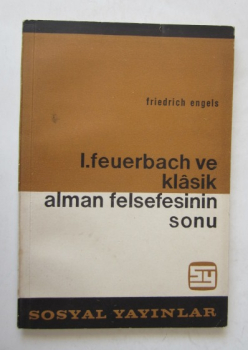 friedrich engels
l.feuerbach ve
klâsik
alman felsefesinin
sonu
sy
SOSYAL YAYINLAR